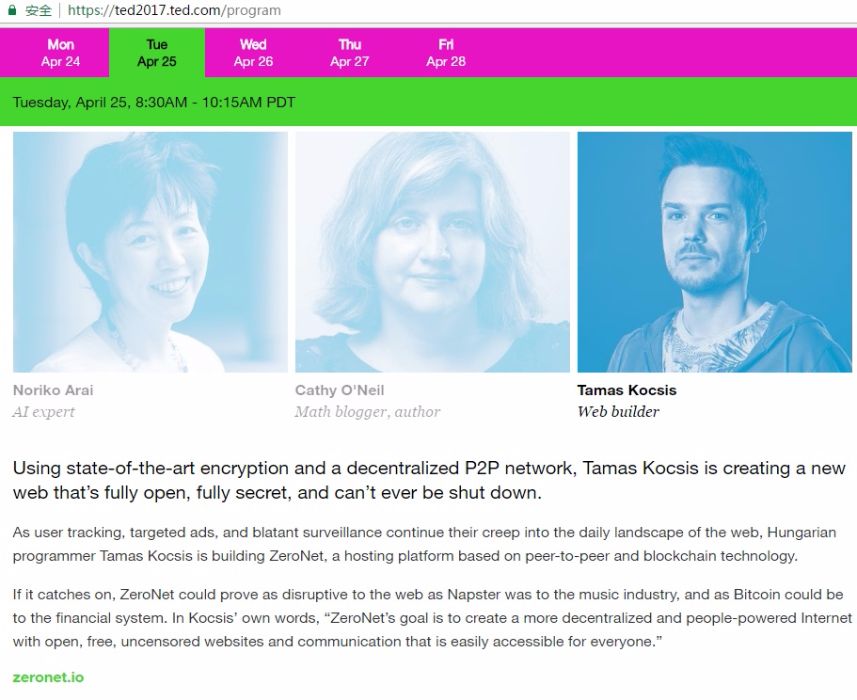 安全 | https://ted2017.ted.com/program
Mon Tue Wed Thu Fri
Apr 24 Apr 25 Apr 26 Apr 27 Apr 28
Tuesday, April 25, 8:30AM - 10:15AM PDT
Noriko Arai Cathy O'Neil Tamas Kocsis
AI expert Math blogger, author Web builder
Using state-of-the-art encryption and a decentralized P2P network, Tamas Kocsis is creating a new
web that’s fully open, fully secret, and can’t ever be shut down.
As user tracking, targeted ads, and blatant surveillance continue their creep into the daily landscape of the web, Hungarian
programmer Tamas Kocsis is building ZeroNet, a hosting platform based on peer-to-peer and blockchain technology.
If it catches on, ZeroNet could prove as disruptive to the web as Napster was to the music industry, and as Bitcoin could be
to the financial system. In Kocsis’ own words, “ZeroNet’s goal is to create a more decentralized and people-powered Internet
with open, free, uncensored websites and communication that is easily accessible for everyone.”
zeronet.io